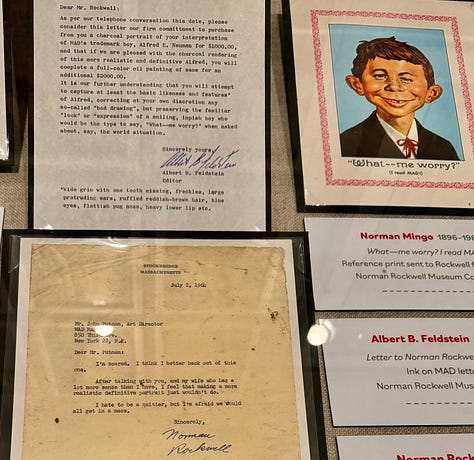 Dear Mr. Rockwell:
As per our telephone conversation this date, please
consider this letter our firm commitment to purchase
from you a charcoal portrait of your interpretation
of MAD's trademark boy, Alfred E. Neuman for $1000.00,
and that if we are pleased with the charcoal rendering
of this more realistic and definitive Alfred, you will
complete a full-color oil painting of same for an
additional $2000.00.
It is our further understanding that you will attempt
to capture at least the basic likeness and features*
of Alfred, correcting at your own discretion any
so-called "bad drawing", but preserving the familiar
"look" or "expression" of a smiling, impish boy who
would be the type to say, "What--me worry?" when asked
about, say, the world situation.
Sincerely yours,
Albert B. Feldstein
Albert B. Feldstein
Editor
*Wide grin with one tooth missing, freckles, large
protruding ears, ruffled reddish-brown hair, blue
eyes, flattish pug nose, heavy lower lip etc.
"What--me worry?"
(I read MAD!)
STOCKBRIDGE
MASSACHUSETTS
July 2, 1964
Mr. John Putnam, Art Director
MAD
850
New York 22, N.Y.
Dear Mr. Putnam:
I'm scared. I think I better back out of this
one.
After talking with you, and my wife who has a
lot more sense than I have, I feel that making a more
realistic definitive portrait just wouldn't do.
I hate to be a quitter, but I'm afraid we would
all get in a mess.
Sincerely,
Norman
Rockwell
Norman Mingo 1896-19
What—me worry? I read MA
Reference print sent to Rockwell
Norman Rockwell Museum Co
Albert B. Feldstein
Letter to Norman Rockwe
Ink on MAD lette
Norman Rockwell Museu
Norman Rock